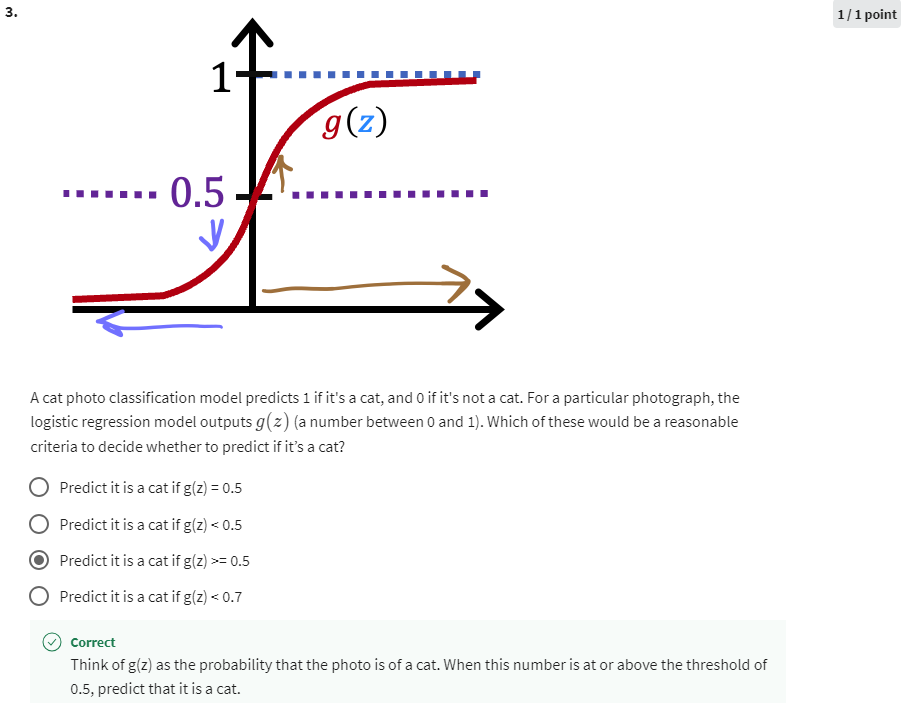 3.
1 / 1 point
1
g(z)
0.5
A cat photo classification model predicts 1 if it's a cat, and 0 if it's not a cat. For a particular photograph, the
logistic regression model outputs g(z) (a number between 0 and 1). Which of these would be a reasonable
criteria to decide whether to predict if it’s a cat?
Predict it is a cat if g(z) = 0.5
Predict it is a cat if g(z) < 0.5
Predict it is a cat if g(z) >= 0.5
Predict it is a cat if g(z) < 0.7
Correct
Think of g(z) as the probability that the photo is of a cat. When this number is at or above the threshold of
0.5, predict that it is a cat.